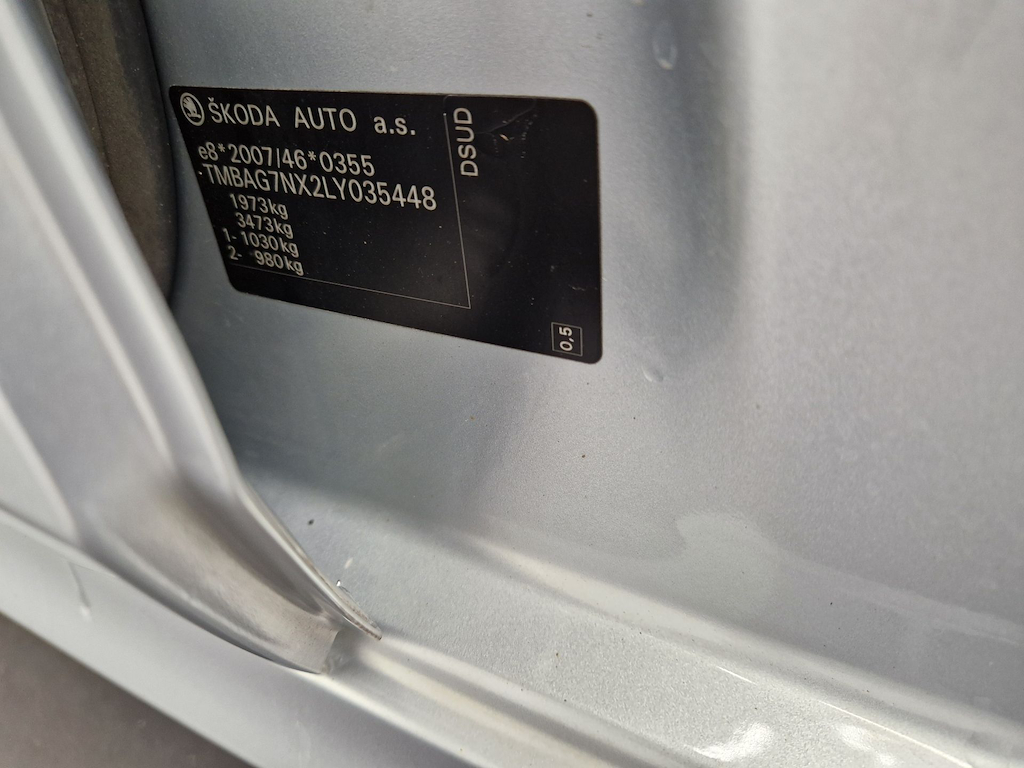 ŠKODA AUTO a.s.
e8*2007/46*0355
-TMBAG7NX2LY035448
1973kg
3473kg
1- 1030kg
2- 980kg
DSUD
0,5